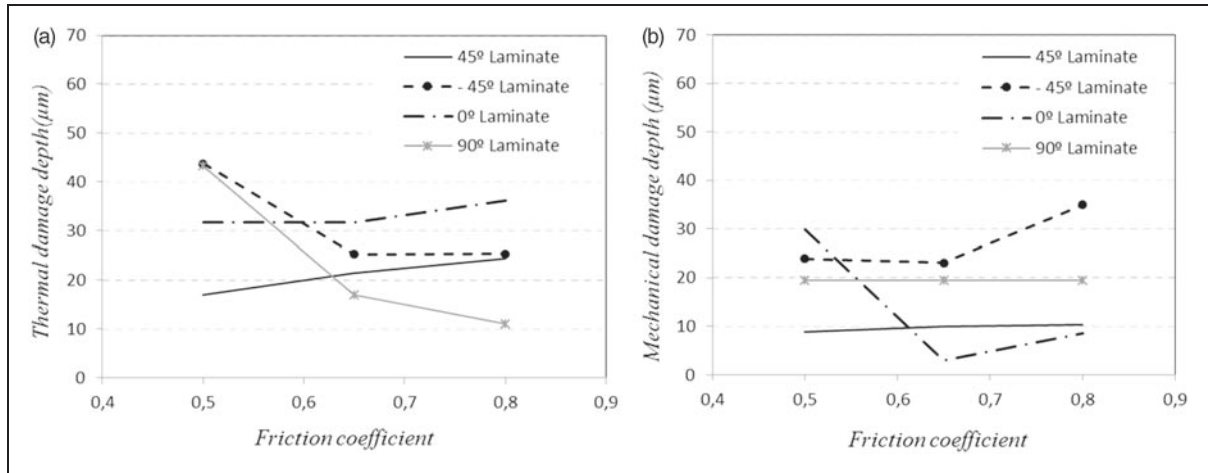 (a)
70
60
50
40
30
20
10
0
Thermal damage depth(μm)
45º Laminate
- 45º Laminate
0º Laminate
90º Laminate
0,4 0,5 0,6 0,7 0,8 0,9
Friction coefficient
(b)
70
60
50
40
30
20
10
0
Mechanical damage depth (μm)
45º Laminate
- 45º Laminate
0º Laminate
90º Laminate
0,4 0,5 0,6 0,7 0,8 0,9
Friction coefficient